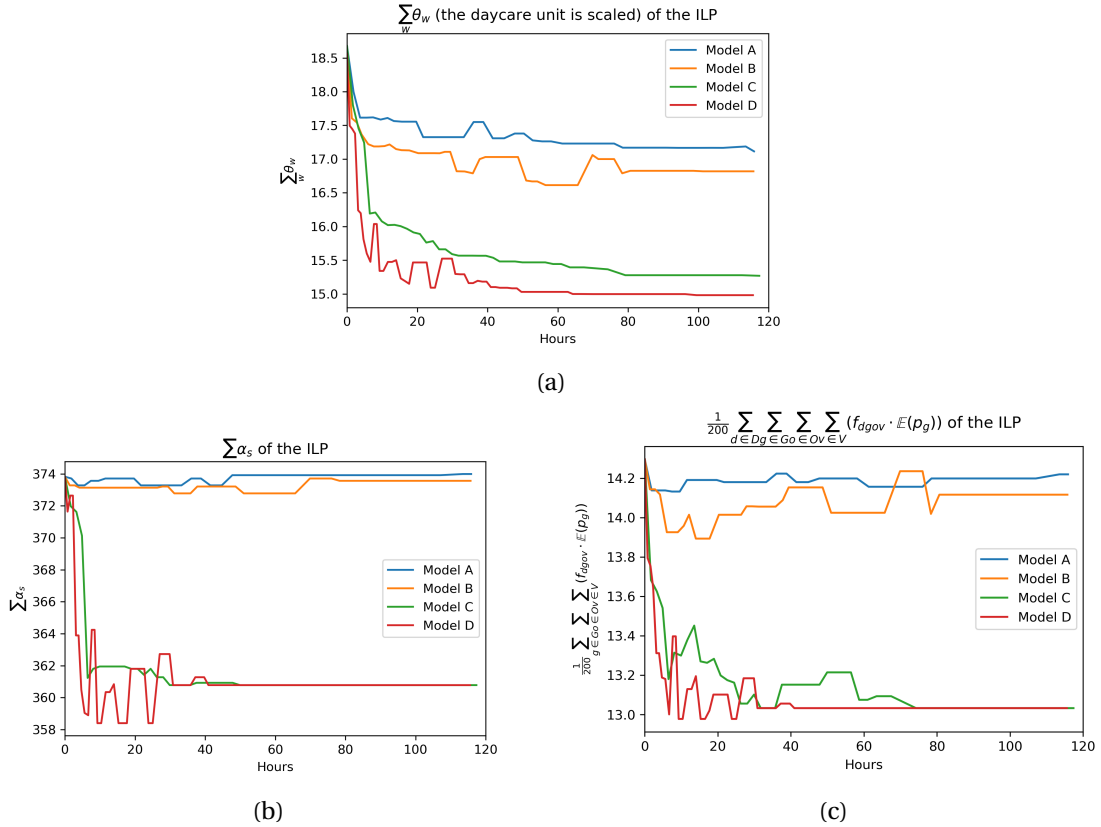 ∑_w θ_w (the daycare unit is scaled) of the ILP
18.5
18.0
17.5
17.0
16.5
16.0
15.5
15.0
∑_w θ_w
Model A
Model B
Model C
Model D
0 20 40 60 80 100 120
Hours
(a)
∑α_s of the ILP
374
372
370
368
366
364
362
360
358
∑α_s
Model A
Model B
Model C
Model D
0 20 40 60 80 100 120
Hours
(b)
1/200 ∑_{d∈D} ∑_{g∈G} ∑_{o∈O} ∑_{v∈V} (f_{dgov} · 𝔼(p_g)) of the ILP
14.2
14.0
13.8
13.6
13.4
13.2
13.0
1/200 ∑ ∑_{g∈G} ∑_{o∈O} ∑_{v∈V} (f_{dgov} · 𝔼(p_g))
Model A
Model B
Model C
Model D
0 20 40 60 80 100 120
Hours
(c)